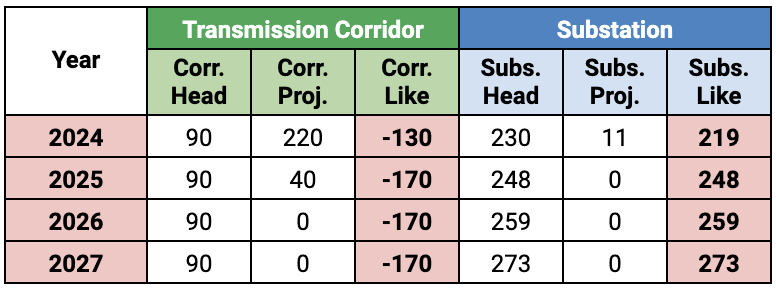 Year Transmission Corridor Substation
Corr. Head Corr. Proj. Corr. Like Subs. Head Subs. Proj. Subs. Like
2024 90 220 -130 230 11 219
2025 90 40 -170 248 0 248
2026 90 0 -170 259 0 259
2027 90 0 -170 273 0 273